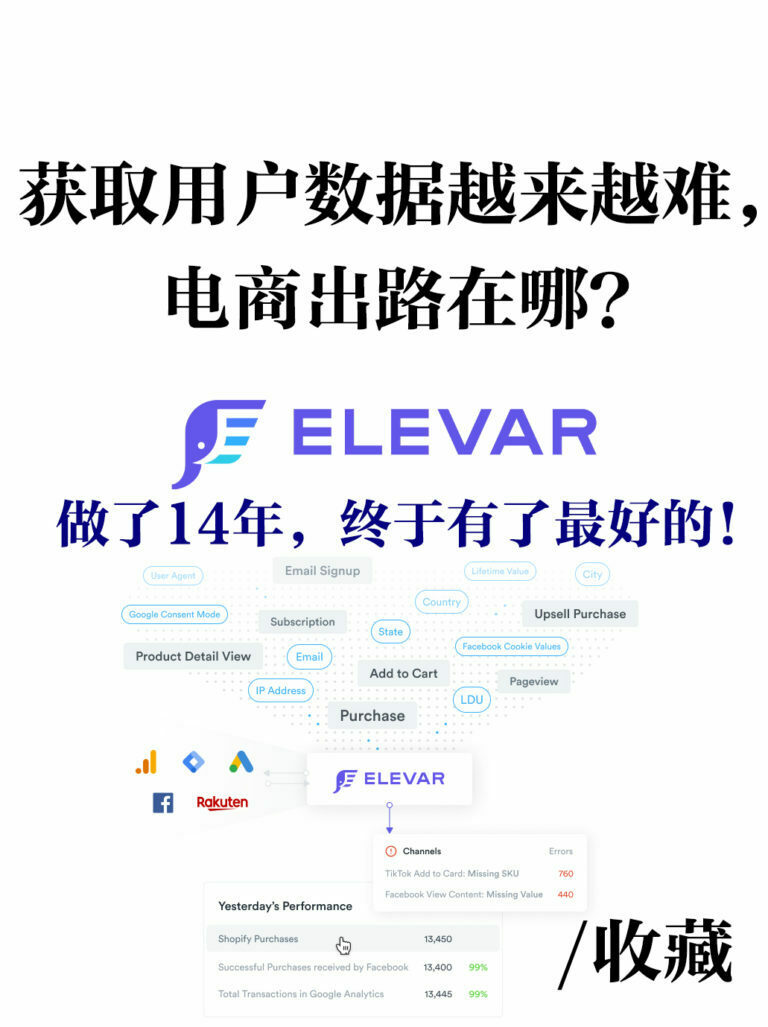 获取用户数据越来越难，
电商出路在哪？
ELEVAR
做了14年，终于有了最好的！
User Agent
Email Signup
Lifetime Value
City
Google Consent Mode
Subscription
Country
Upsell Purchase
State
Product Detail View
Email
Facebook Cookie Values
Add to Cart
Pageview
IP Address
LDU
Purchase
ELEVAR
Rakuten
Channels Errors
TikTok Add to Card: Missing SKU 760
Facebook View Content: Missing Value 440
Yesterday's Performance
Shopify Purchases 13,450
Successful Purchases received by Facebook 13,400 99%
Total Transactions in Google Analytics 13,445 99%
/收藏